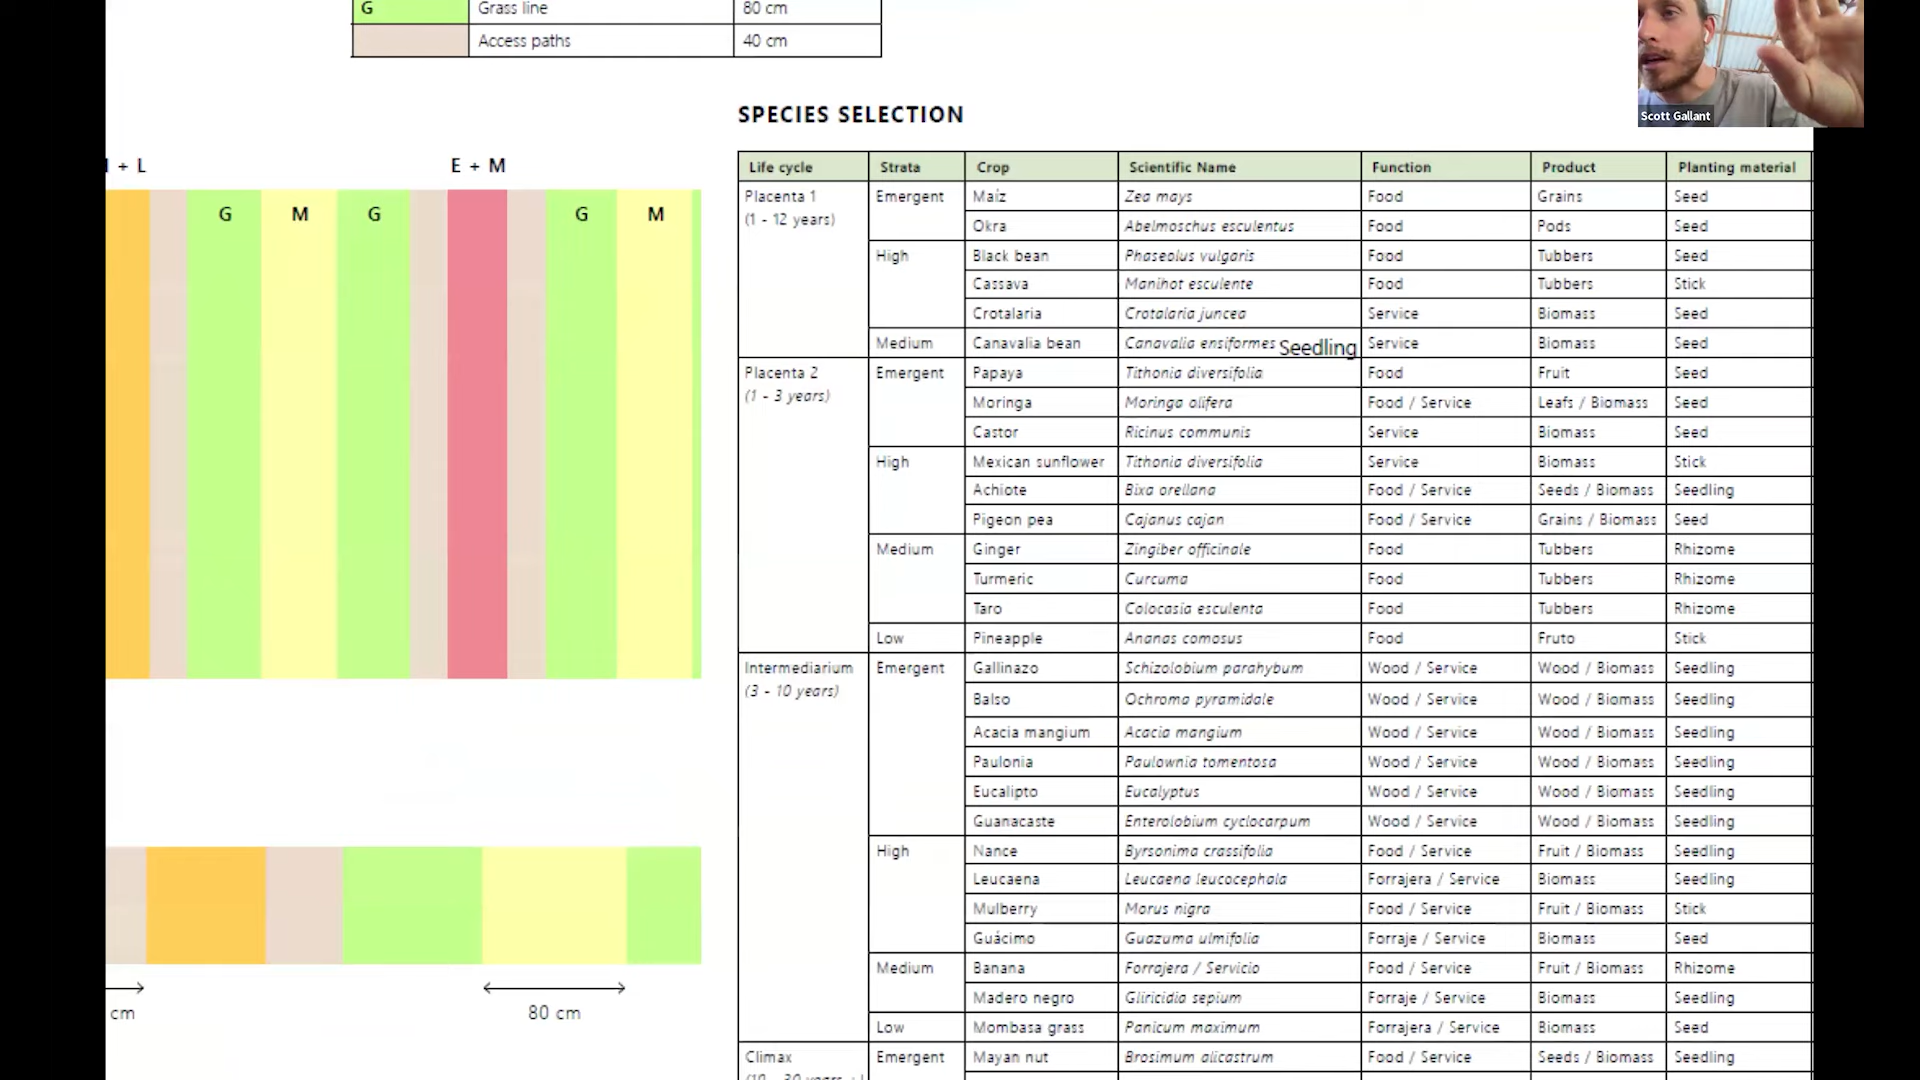 G Grass line 80 cm
Access paths 40 cm
Scott Gallant
SPECIES SELECTION
+ L E + M
G M G G M
Life cycle Strata Crop Scientific Name Function Product Planting material
Placenta 1 Emergent Maíz Zea mays Food Grains Seed
(1 - 12 years) Okra Abelmoschus esculentus Food Pods Seed
High Black bean Phaseolus vulgaris Food Tubbers Seed
Cassava Manihot esculente Food Tubbers Stick
Crotalaria Crotalaria juncea Service Biomass Seed
Medium Canavalia bean Canavalia ensiformes Seedling Service Biomass Seed
Placenta 2 Emergent Papaya Tithonia diversifolia Food Fruit Seed
(1 - 3 years) Moringa Moringa olifera Food / Service Leafs / Biomass Seed
Castor Ricinus communis Service Biomass Seed
High Mexican sunflower Tithonia diversifolia Service Biomass Stick
Achiote Bixa orellana Food / Service Seeds / Biomass Seedling
Pigeon pea Cajanus cajan Food / Service Grains / Biomass Seed
Medium Ginger Zingiber officinale Food Tubbers Rhizome
Turmeric Curcuma Food Tubbers Rhizome
Taro Colocasia esculenta Food Tubbers Rhizome
Low Pineapple Ananas comosus Food Fruto Stick
Intermediarium Emergent Gallinazo Schizolobium parahybum Wood / Service Wood / Biomass Seedling
(3 - 10 years) Balso Ochroma pyramidale Wood / Service Wood / Biomass Seedling
Acacia mangium Acacia mangium Wood / Service Wood / Biomass Seedling
Paulonia Paulownia tomentosa Wood / Service Wood / Biomass Seedling
Eucalipto Eucalyptus Wood / Service Wood / Biomass Seedling
Guanacaste Enterolobium cyclocarpum Wood / Service Wood / Biomass Seedling
High Nance Byrsonima crassifolia Food / Service Fruit / Biomass Seedling
Leucaena Leucaena leucocephala Forrajera / Service Biomass Seedling
Mulberry Morus nigra Food / Service Fruit / Biomass Stick
Guácimo Guazuma ulmifolia Forraje / Service Biomass Seed
Medium Banana Forrajera / Servicio Food / Service Fruit / Biomass Rhizome
Madero negro Gliricidia sepium Forraje / Service Biomass Seedling
Low Mombasa grass Panicum maximum Forrajera / Service Biomass Seed
Climax Emergent Mayan nut Brosimum alicastrum Food / Service Seeds / Biomass Seedling
cm 80 cm